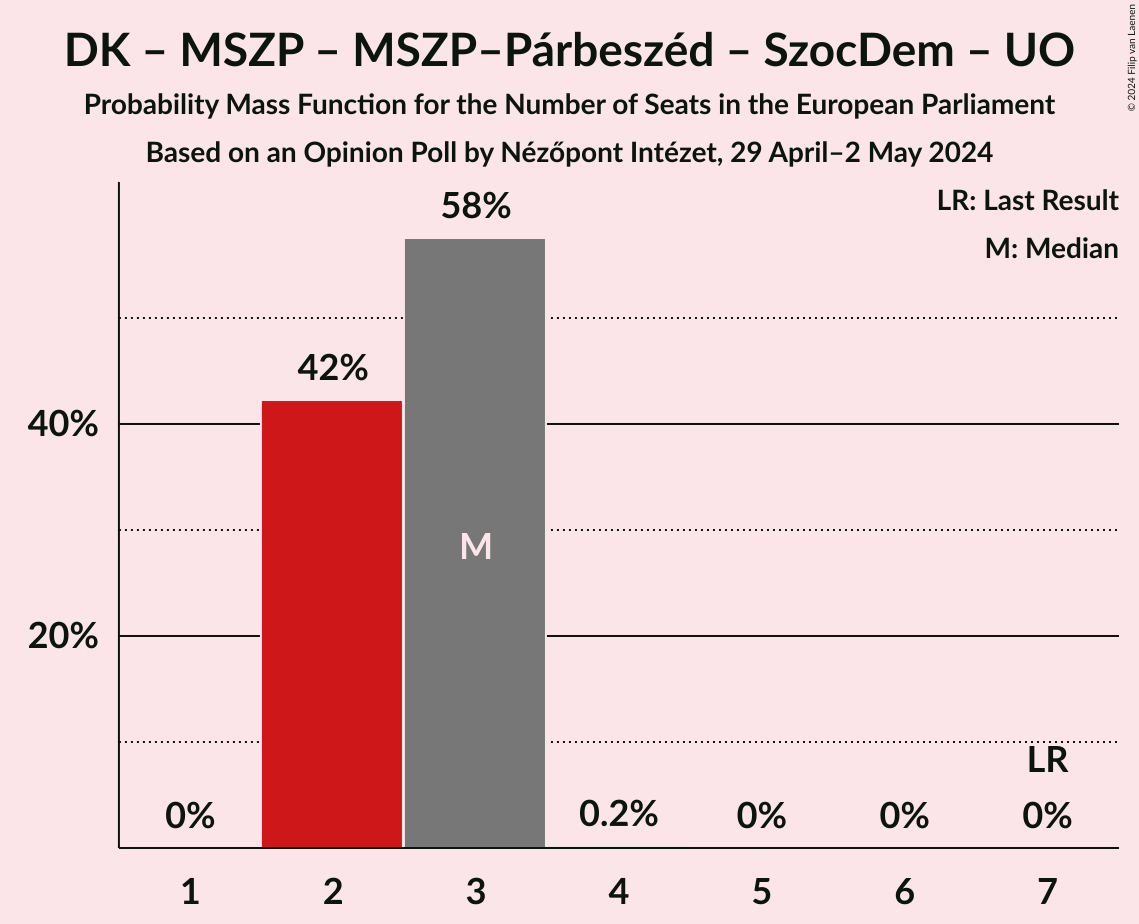 DK – MSZP – MSZP–Párbeszéd – SzocDem – UO
Probability Mass Function for the Number of Seats in the European Parliament
Based on an Opinion Poll by Nézőpont Intézet, 29 April–2 May 2024
© 2024 Filip van Laenen
LR: Last Result
M: Median
58%
42%
40%
M
20%
LR
0%
0.2%
0%
0%
0%
1
2
3
4
5
6
7